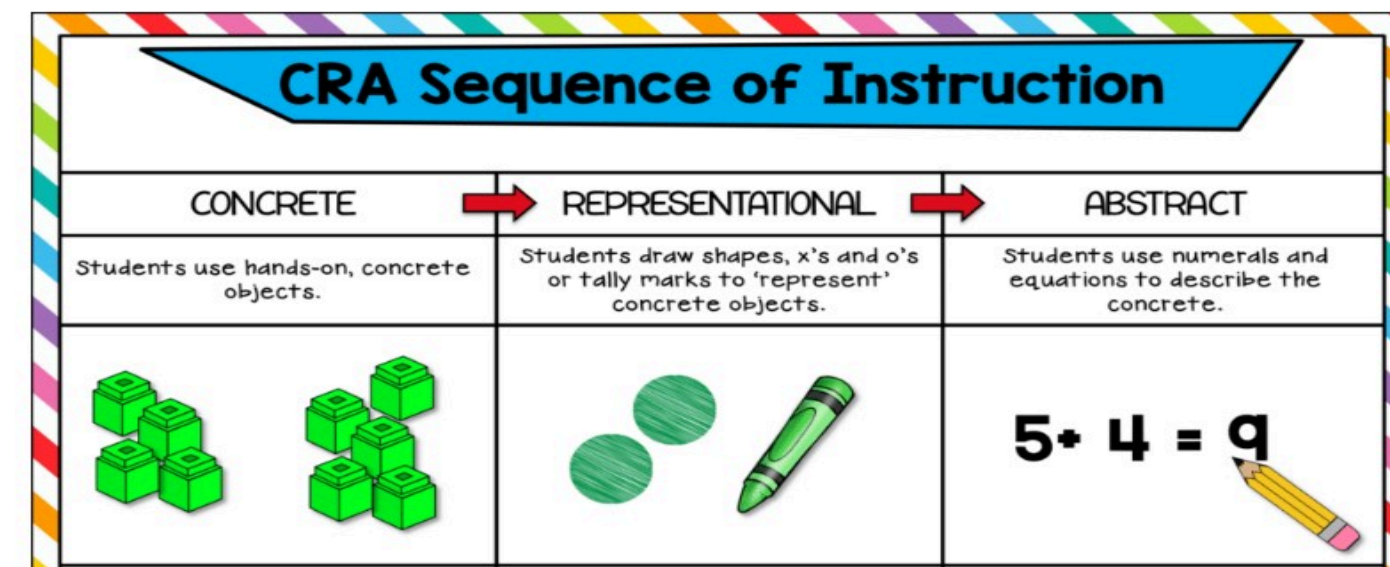 CRA Sequence of Instruction
CONCRETE
REPRESENTATIONAL
ABSTRACT
Students use hands-on, concrete
objects.
Students draw shapes, x's and o's
or tally marks to 'represent'
concrete objects.
Students use numerals and
equations to describe the
concrete.
5+ 4 = 9